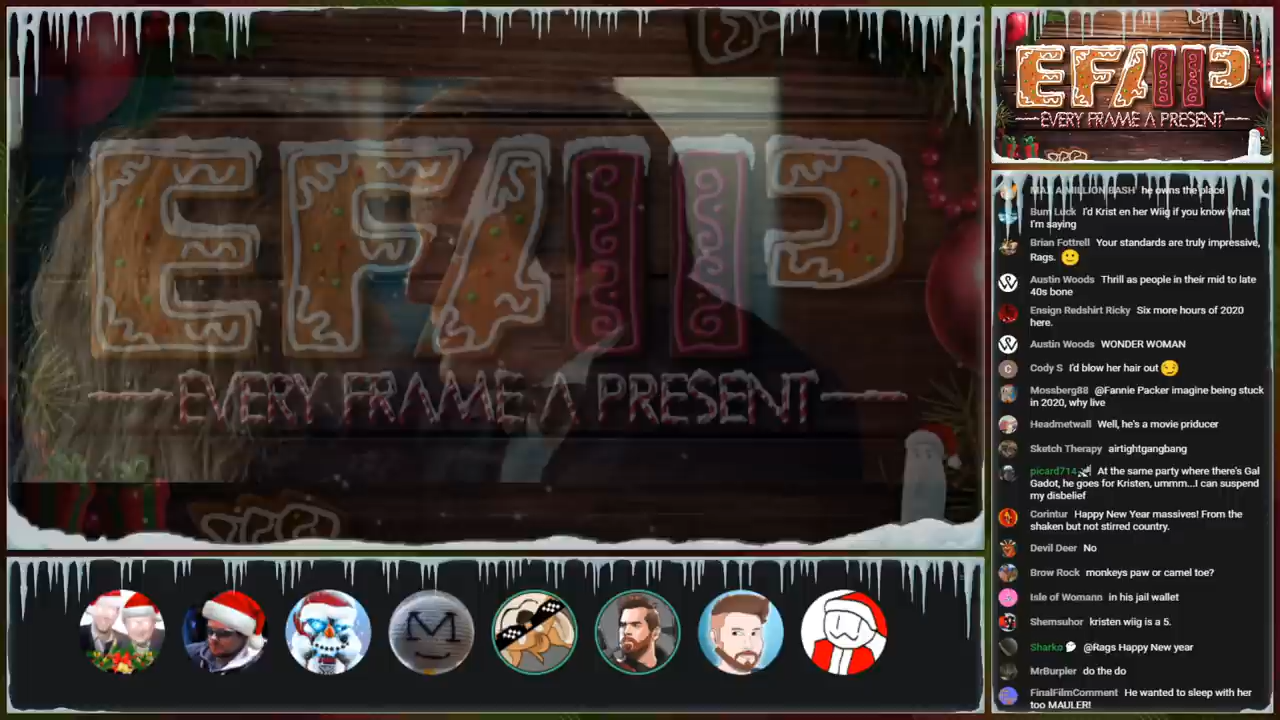 EFAIIP
EVERY FRAME A PRESENT
EFAIIP
EVERY FRAME A PRESENT
MAX A MILLION BASH he owns the place
Bum Luck I'd Krist en her Wiig if you know what
I'm saying
Brian Fottrell Your standards are truly impressive,
Rags.
Austin Woods Thrill as people in their mid to late
40s bone
Ensign Redshirt Ricky Six more hours of 2020
here.
Austin Woods WONDER WOMAN
Cody S I'd blow her hair out
Mossberg88 @Fannie Packer imagine being stuck
in 2020, why live
Headmetwall Well, he's a movie priducer
Sketch Therapy airtightgangbang
picard714 At the same party where there's Gal
Gadot, he goes for Kristen, ummm...I can suspend
my disbelief
Corintur Happy New Year massives! From the
shaken but not stirred country.
Devil Deer No
Brow Rock monkeys paw or camel toe?
Isle of Womann in his jail wallet
Shemsuhor kristen wiig is a 5.
Sharko @Rags Happy New year
MrBurpler do the do
FinalFilmComment He wanted to sleep with her
too MAULER!
M
C